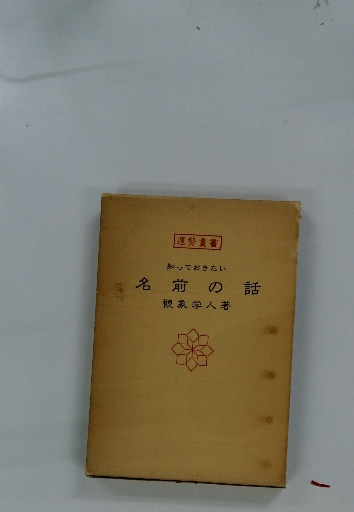 運勢叢書
知っておきたい
名前の話
観象学人著